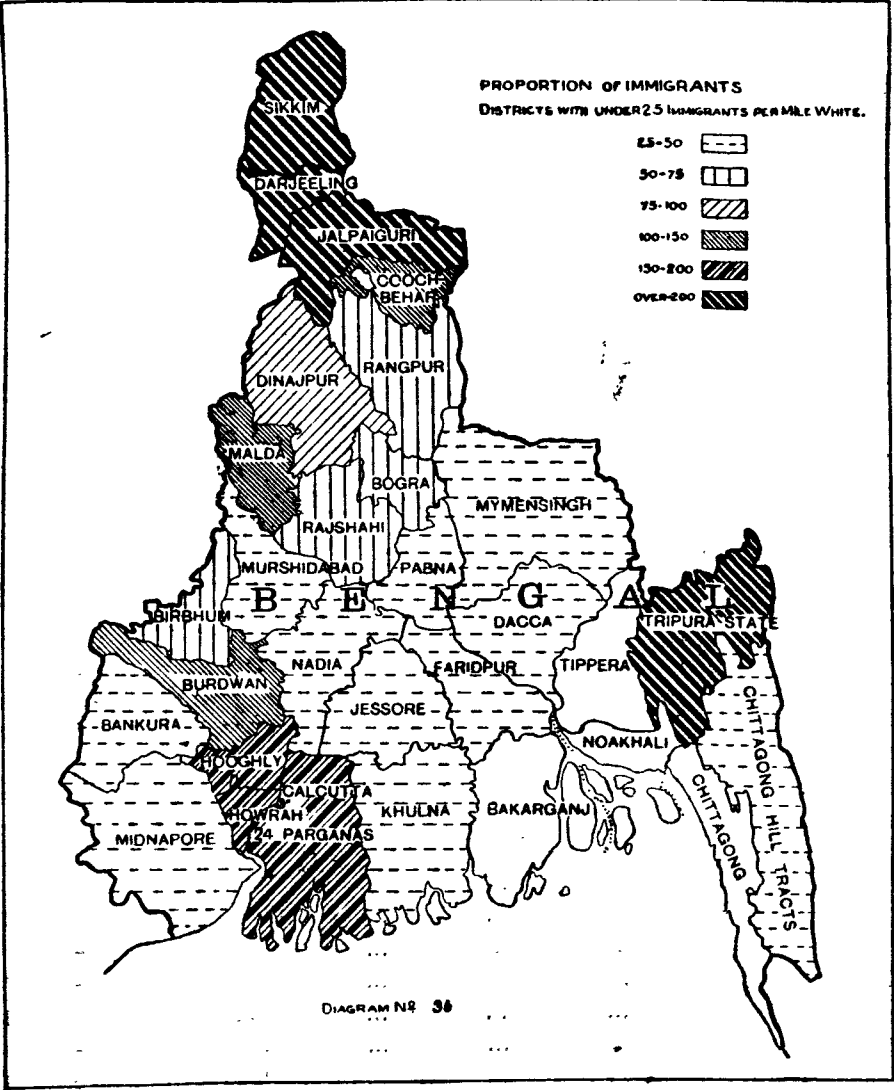 PROPORTION OF IMMIGRANTS
DISTRICTS WITH UNDER 25 IMMIGRANTS PER MILE WHITE.
25-50
50-75
75-100
100-150
150-200
OVER-200
SIKKIM
DARJEELING
JALPAIGURI
COOCH
BEHAR
RANGPUR
DINAJPUR
MALDA
BOGRA
MYMENSINGH
RAJSHAHI
MURSHIDABAD
PABNA
BENGAL
BIRBHUM
DACCA
TRIPURA STATE
NADIA
FARIDPUR
TIPPERA
BURDWAN
JESSORE
BANKURA
NOAKHALI
HOOGHLY
CALCUTTA
HOWRAH
KHULNA
BAKARGANJ
MIDNAPORE
24 PARGANAS
CHITTAGONG
CHITTAGONG HILL TRACTS
DIAGRAM Nº 36